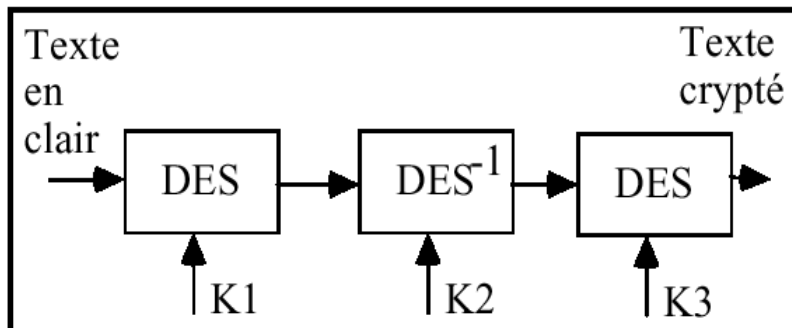 Texte
en
clair
Texte
crypté
DES
DES-1
DES
K1
K2
K3